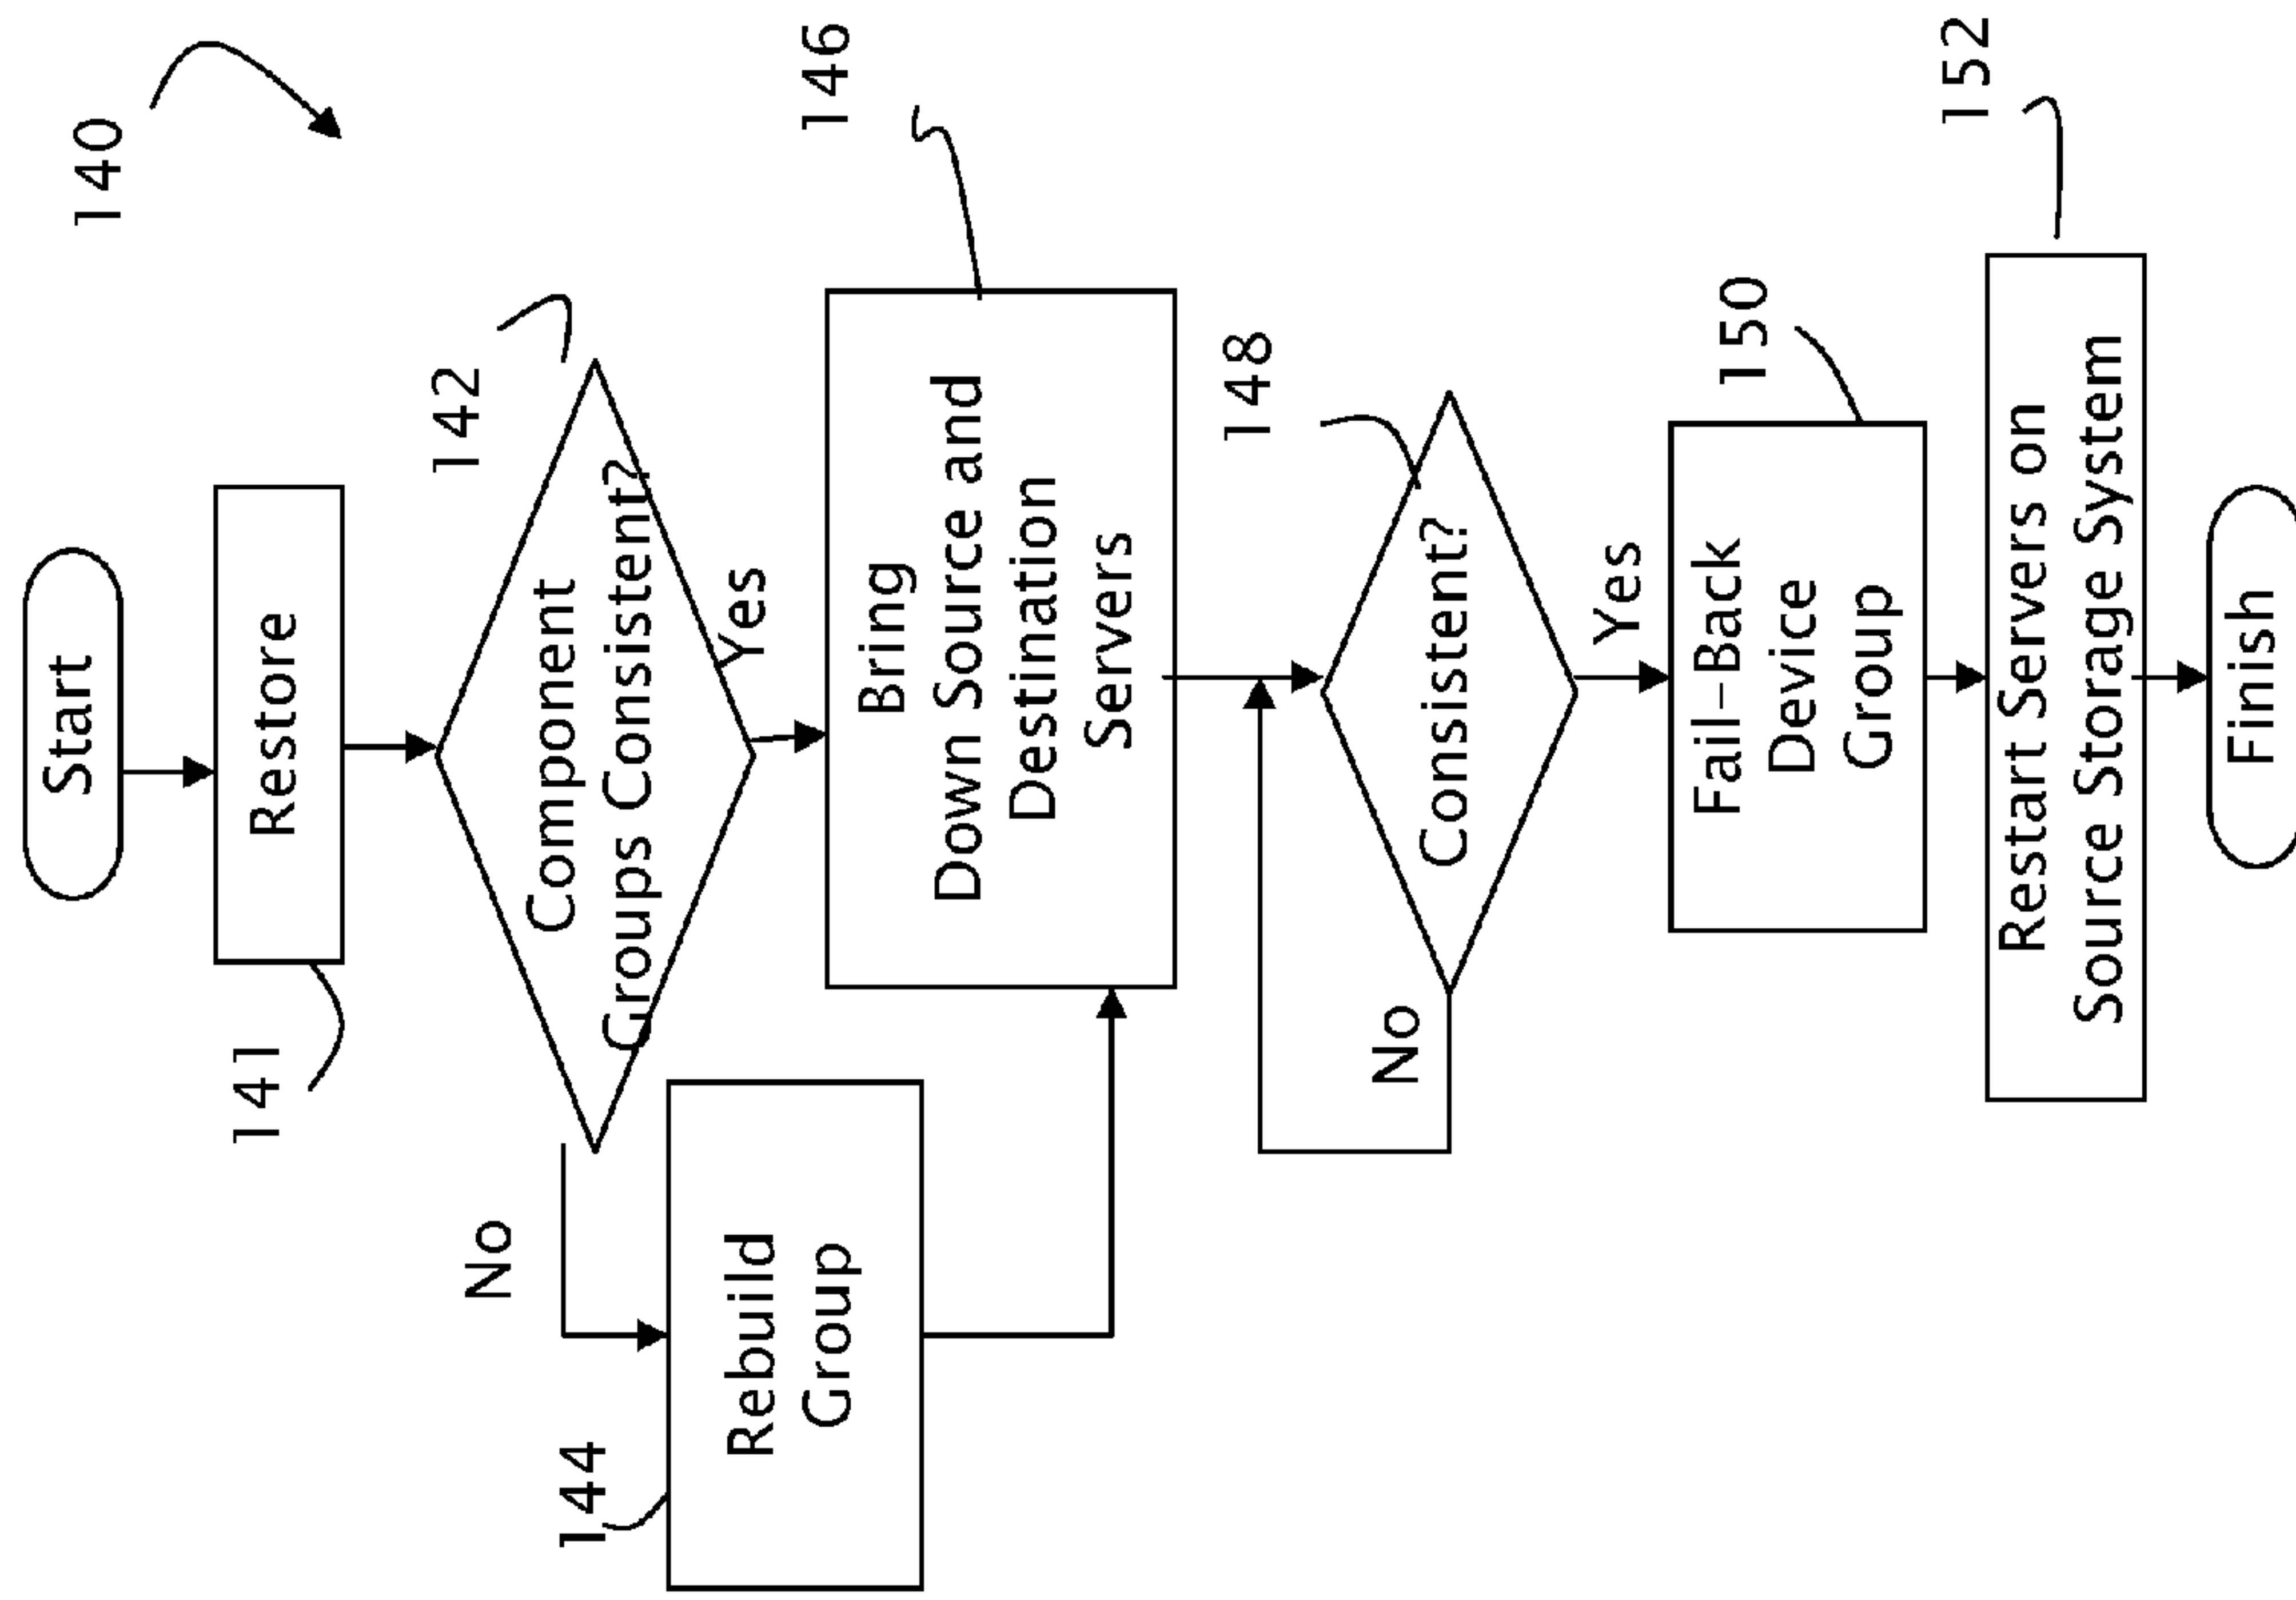 140
Start
141
Restore
142
Component
Groups Consistent?
No
Yes
144
Rebuild
Group
146
Bring
Down Source and
Destination
Servers
148
Consistent?
No
Yes
150
Fail-Back
Device
Group
152
Restart Servers on
Source Storage System
Finish